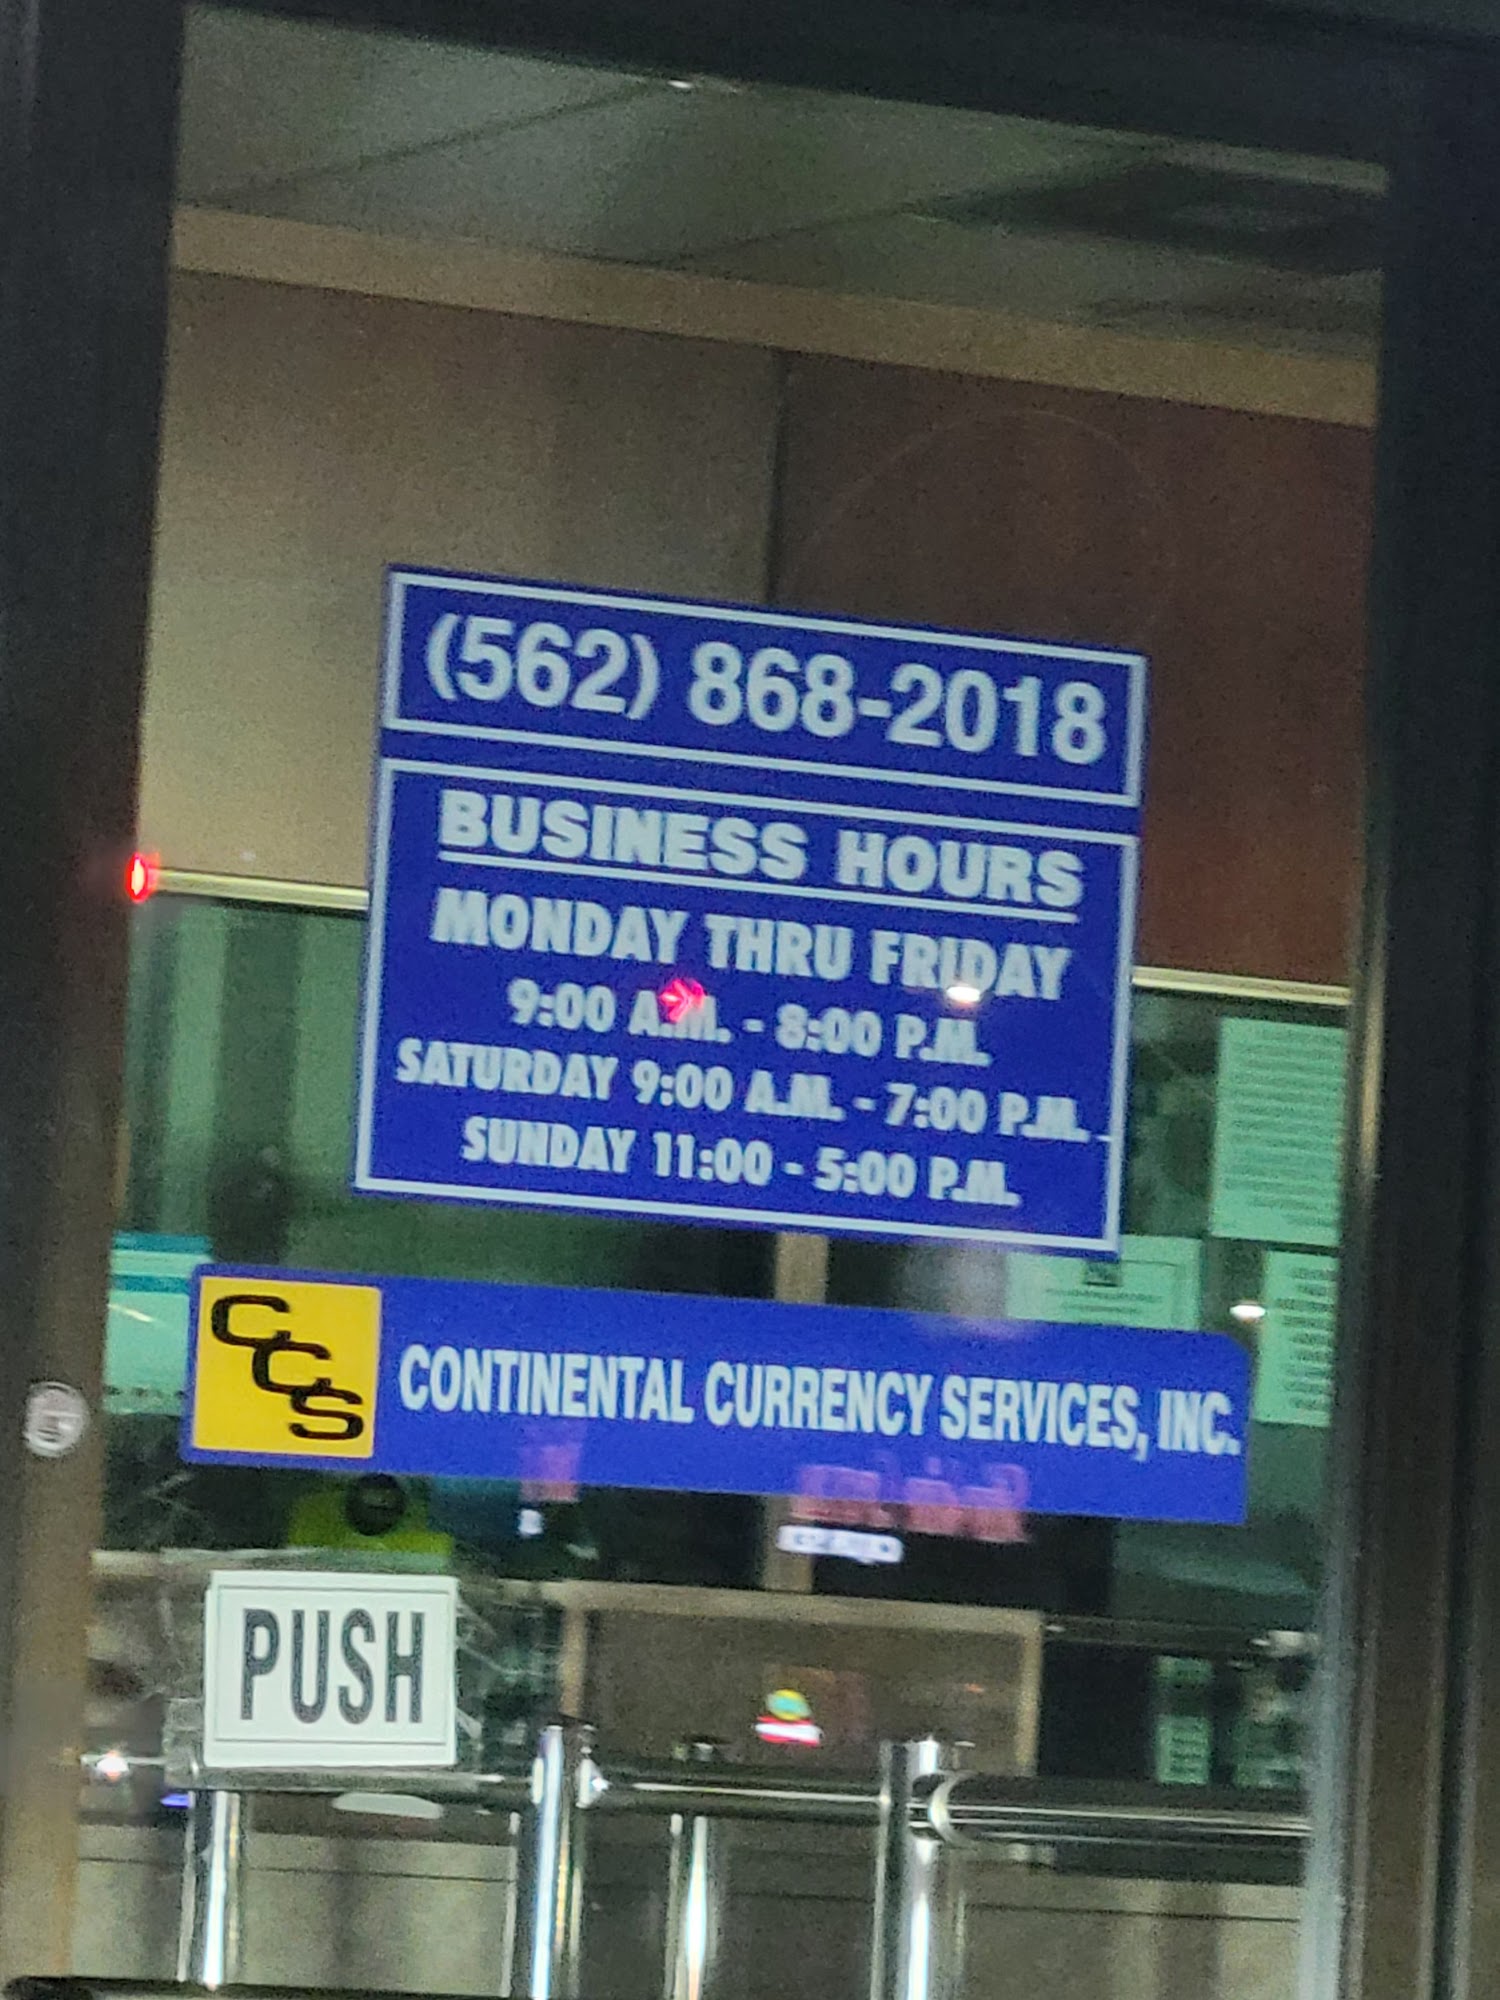 (562) 868-2018
BUSINESS HOURS
MONDAY THRU FRIDAY
9:00 A.M. - 8:00 P.M.
SATURDAY 9:00 A.M. - 7:00 P.M.
SUNDAY 11:00 - 5:00 P.M.
CCS
CONTINENTAL CURRENCY SERVICES, INC.
PUSH